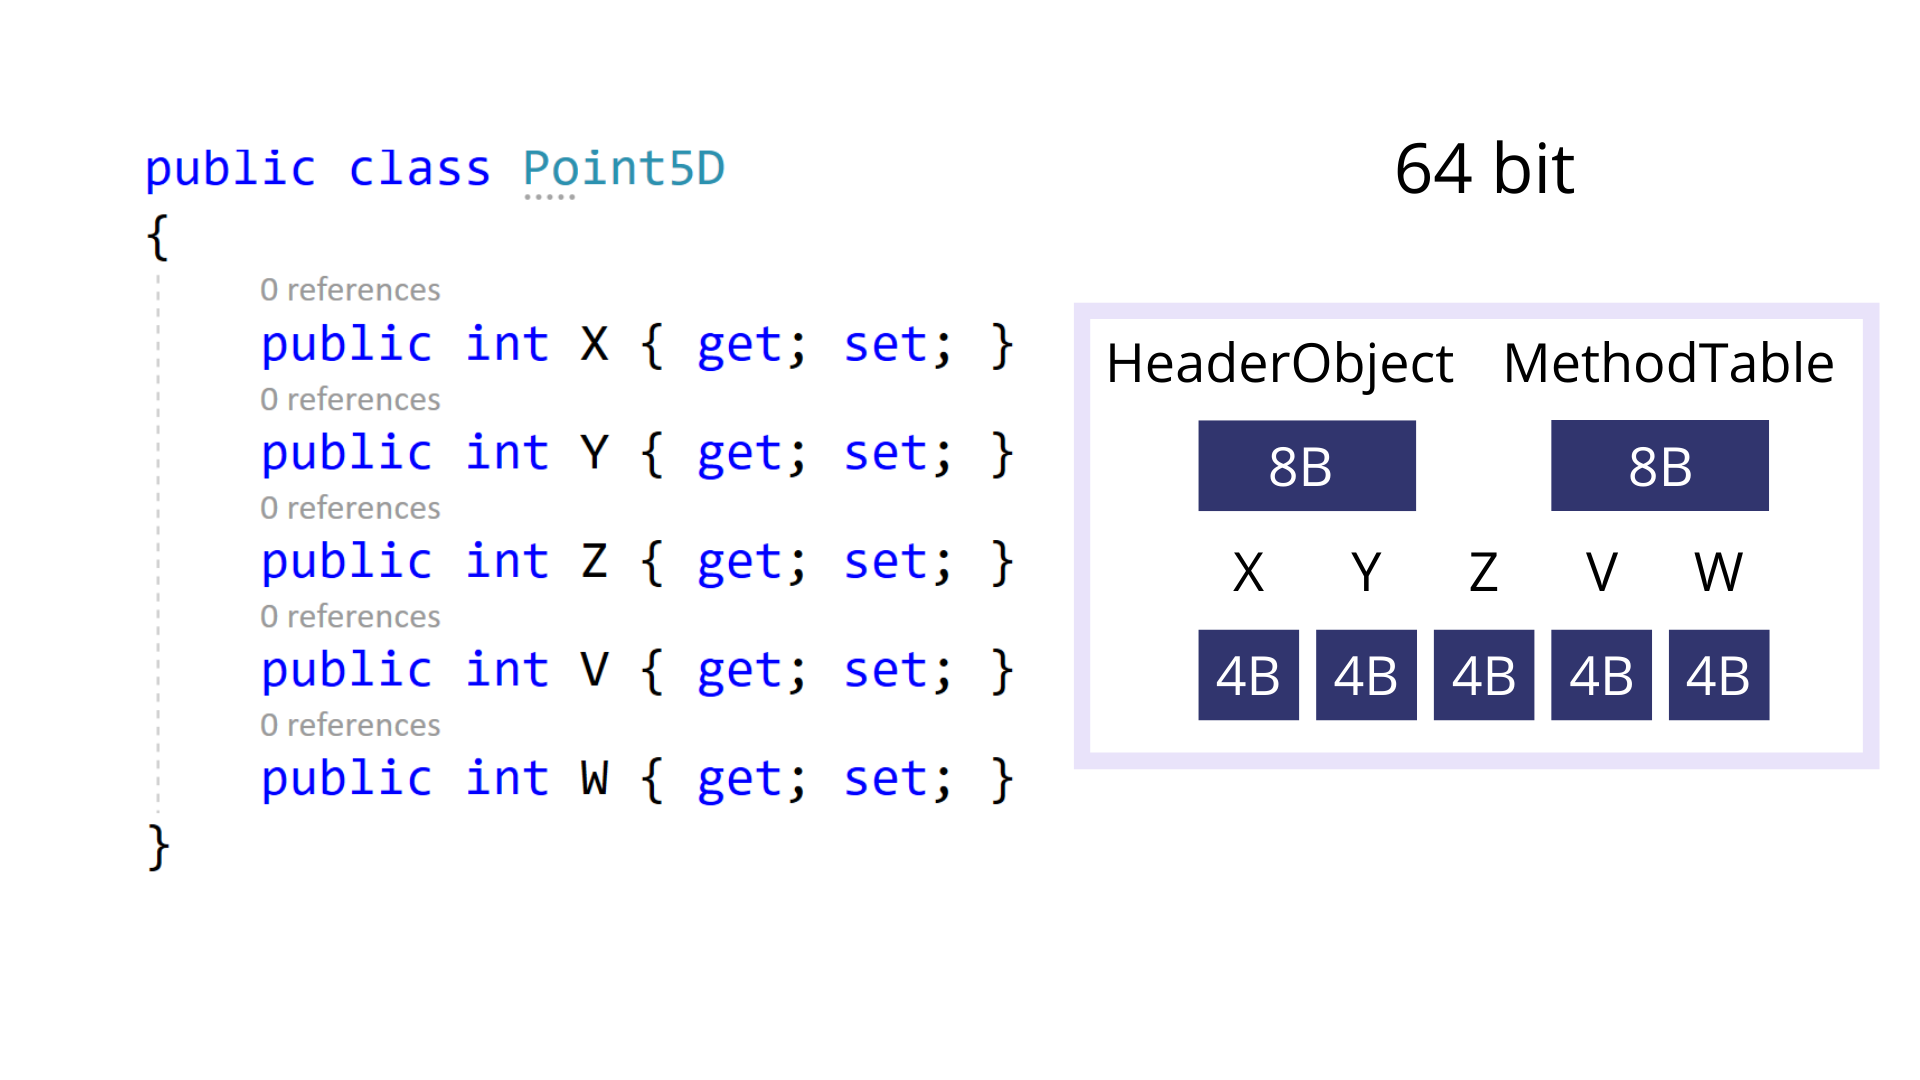 public class Point5D
{
0 references
public int X { get; set; }
0 references
public int Y { get; set; }
0 references
public int Z { get; set; }
0 references
public int V { get; set; }
0 references
public int W { get; set; }
}
64 bit
HeaderObject MethodTable
8B 8B
X Y Z V W
4B 4B 4B 4B 4B